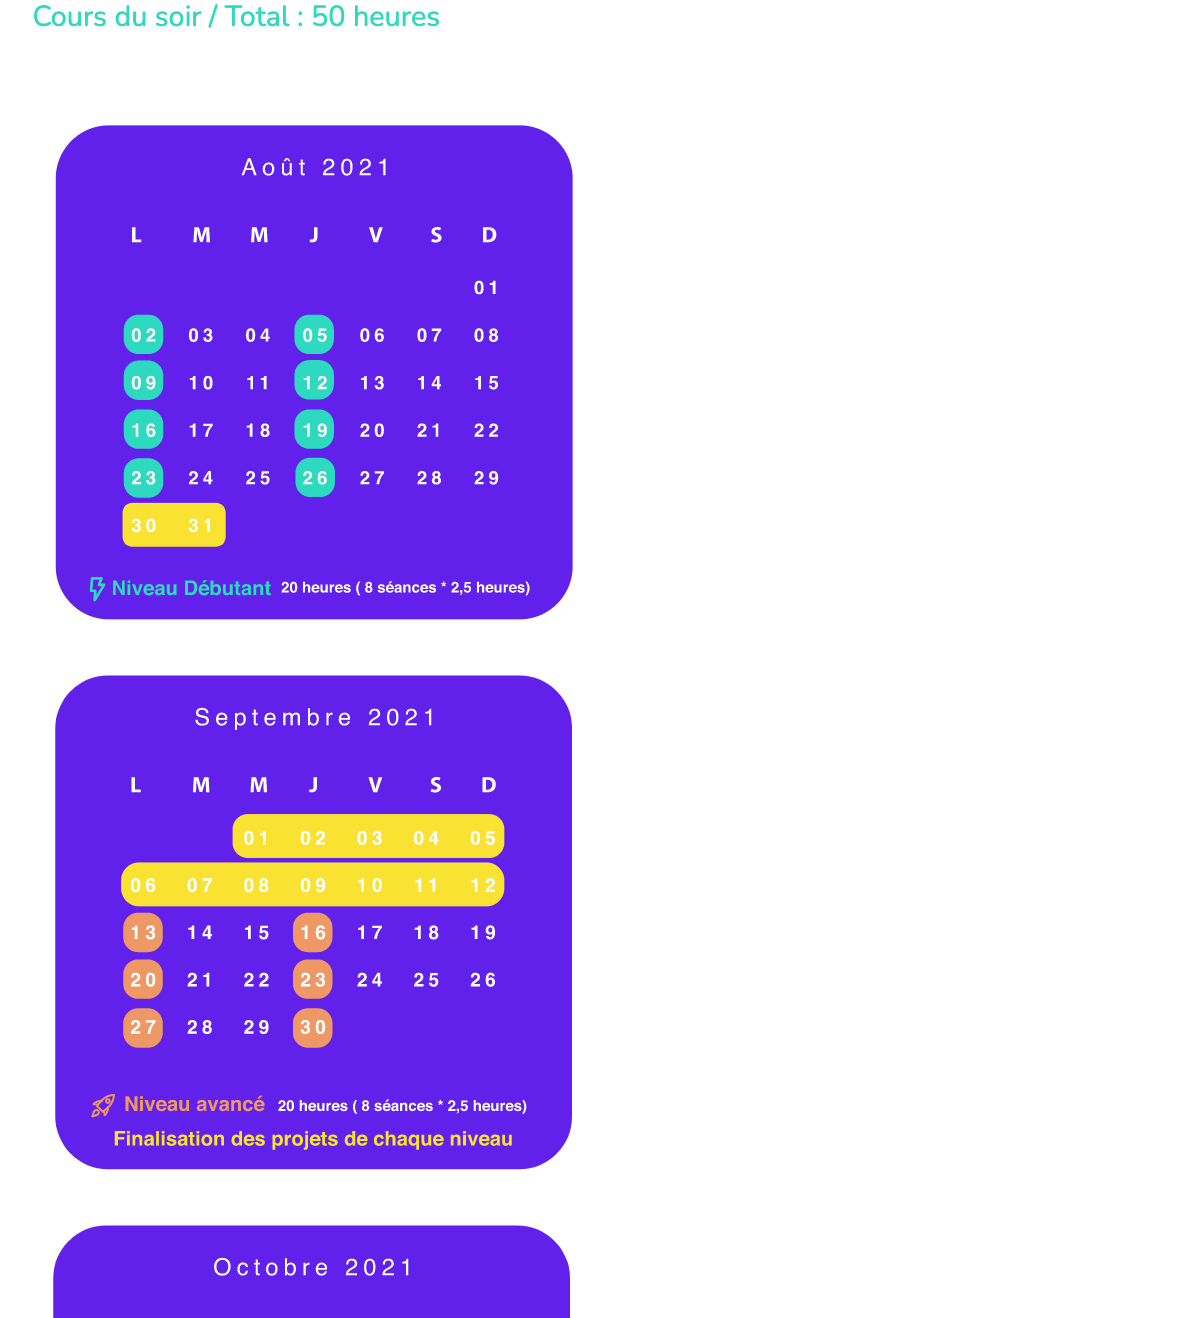 Cours du soir / Total : 50 heures
Août 2021
L M M J V S D
01
02 03 04 05 06 07 08
09 10 11 12 13 14 15
16 17 18 19 20 21 22
23 24 25 26 27 28 29
30 31
Niveau Débutant 20 heures ( 8 séances * 2,5 heures)
Septembre 2021
L M M J V S D
01 02 03 04 05
06 07 08 09 10 11 12
13 14 15 16 17 18 19
20 21 22 23 24 25 26
27 28 29 30
Niveau avancé 20 heures ( 8 séances * 2,5 heures)
Finalisation des projets de chaque niveau
Octobre 2021